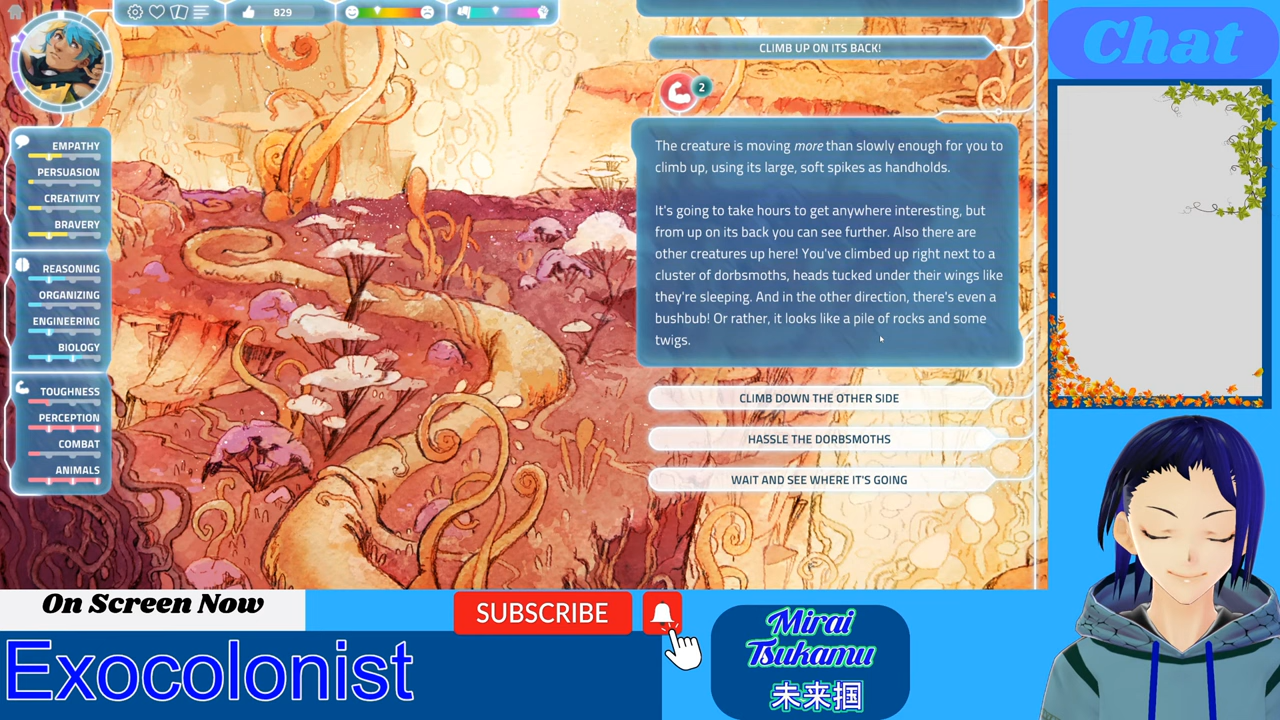 829
CLIMB UP ON ITS BACK!
2
The creature is moving more than slowly enough for you to
climb up, using its large, soft spikes as handholds.
It's going to take hours to get anywhere interesting, but
from up on its back you can see further. Also there are
other creatures up here! You've climbed up right next to a
cluster of dorbsmoths, heads tucked under their wings like
they're sleeping. And in the other direction, there's even a
bushbub! Or rather, it looks like a pile of rocks and some
twigs.
CLIMB DOWN THE OTHER SIDE
HASSLE THE DORBSMOTHS
WAIT AND SEE WHERE IT'S GOING
EMPATHY
PERSUASION
CREATIVITY
BRAVERY
REASONING
ORGANIZING
ENGINEERING
BIOLOGY
TOUGHNESS
PERCEPTION
COMBAT
ANIMALS
Chat
On Screen Now
Exocolonist
SUBSCRIBE
Mirai
Tsukamu
未来掴